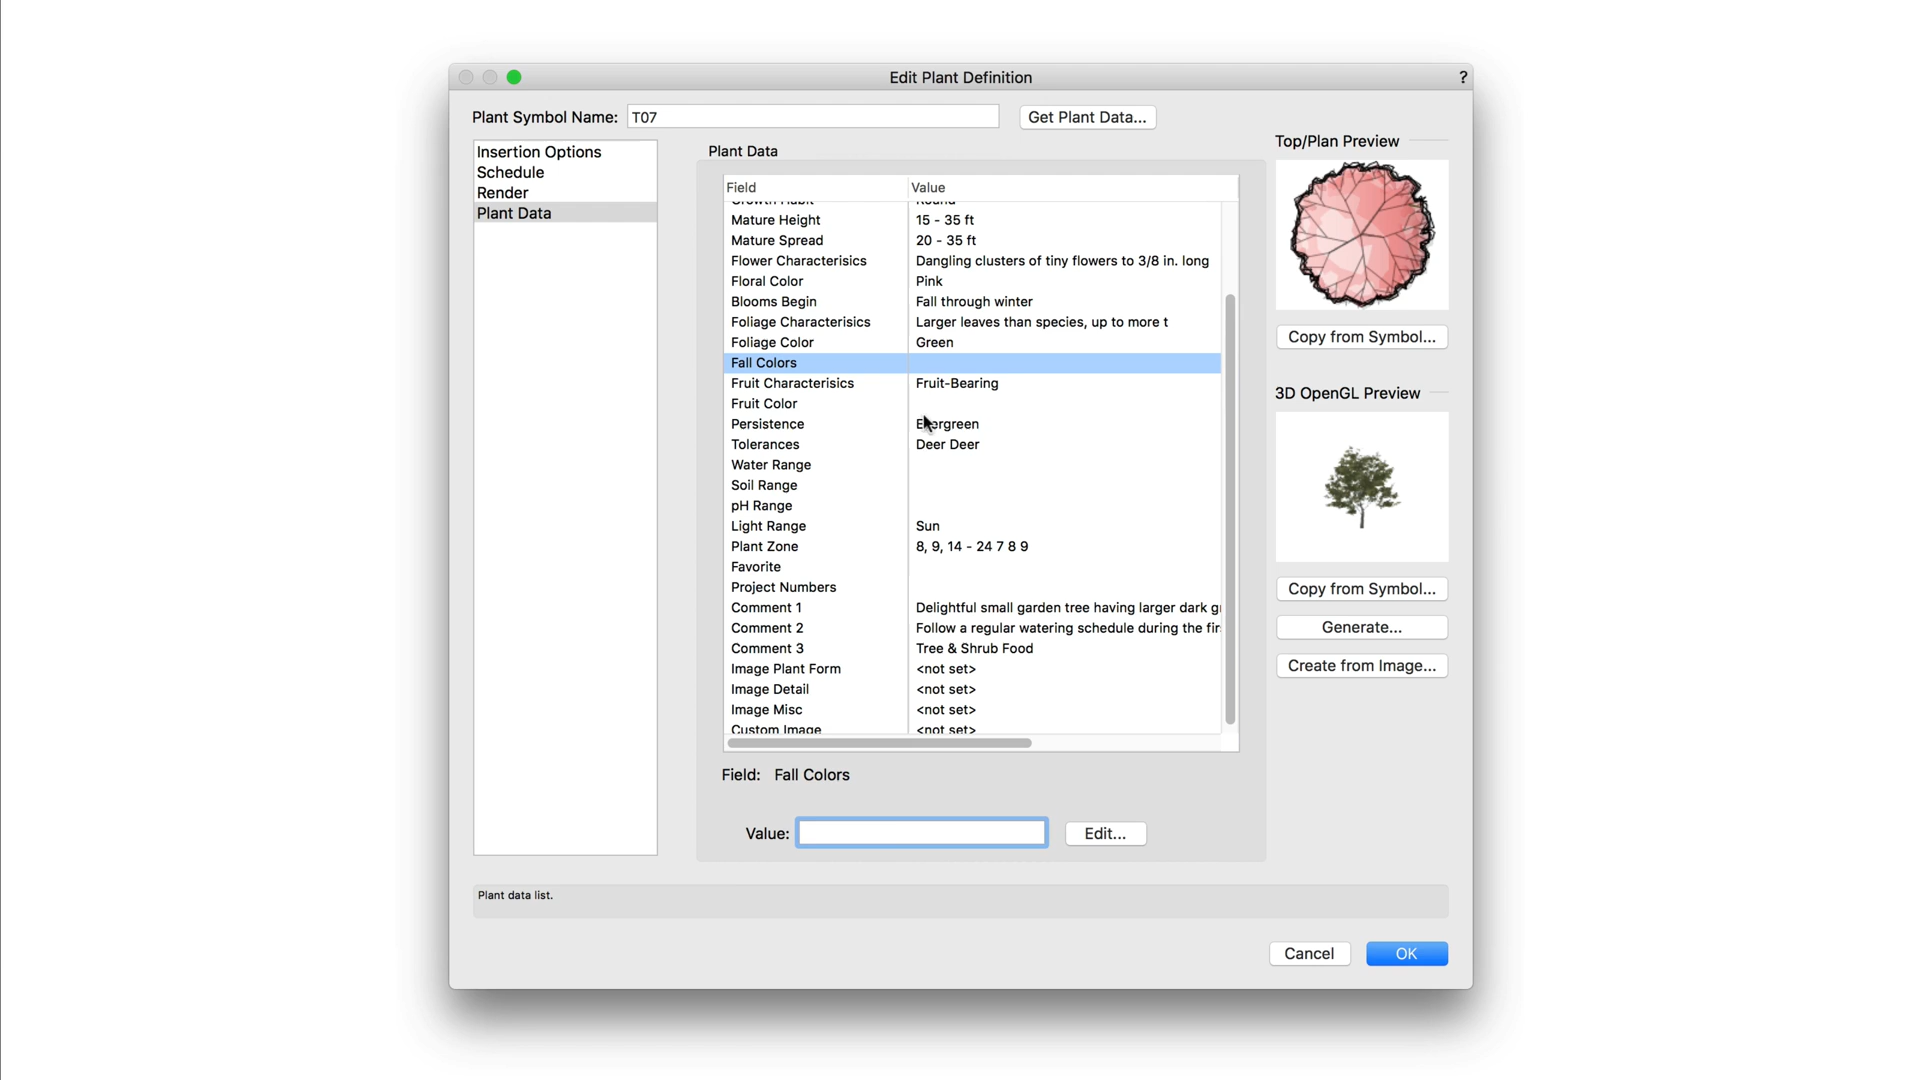 Edit Plant Definition
?
Plant Symbol Name: T07
Get Plant Data...
Insertion Options
Schedule
Render
Plant Data
Plant Data
Field Value
Growth Habit Round
Mature Height 15 - 35 ft
Mature Spread 20 - 35 ft
Flower Characterisics Dangling clusters of tiny flowers to 3/8 in. long
Floral Color Pink
Blooms Begin Fall through winter
Foliage Characterisics Larger leaves than species, up to more t
Foliage Color Green
Fall Colors
Fruit Characterisics Fruit-Bearing
Fruit Color
Persistence Evergreen
Tolerances Deer Deer
Water Range
Soil Range
pH Range
Light Range Sun
Plant Zone 8, 9, 14 - 24 7 8 9
Favorite
Project Numbers
Comment 1 Delightful small garden tree having larger dark
Comment 2 Follow a regular watering schedule during the
Comment 3 Tree & Shrub Food
Image Plant Form <not set>
Image Detail <not set>
Image Misc <not set>
Custom Image <not set>
Field: Fall Colors
Value:
Edit...
Top/Plan Preview
Copy from Symbol...
3D OpenGL Preview
Copy from Symbol...
Generate...
Create from Image...
Plant data list.
Cancel
OK